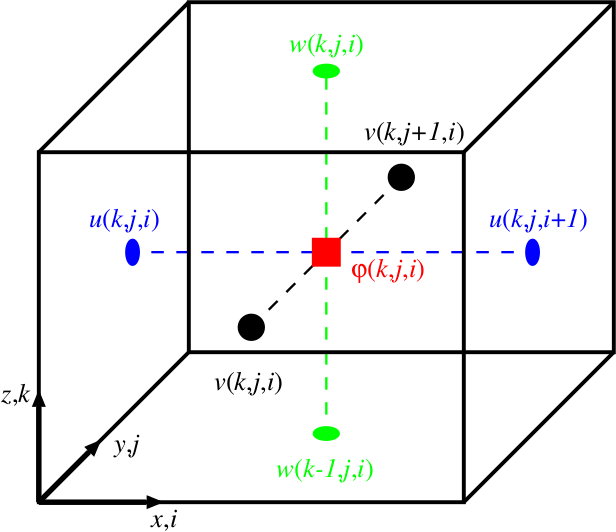 w(k,j,i)
v(k,j+1,i)
u(k,j,i)
u(k,j,i+1)
φ(k,j,i)
v(k,j,i)
z,k
y,j
w(k-1,j,i)
x,i